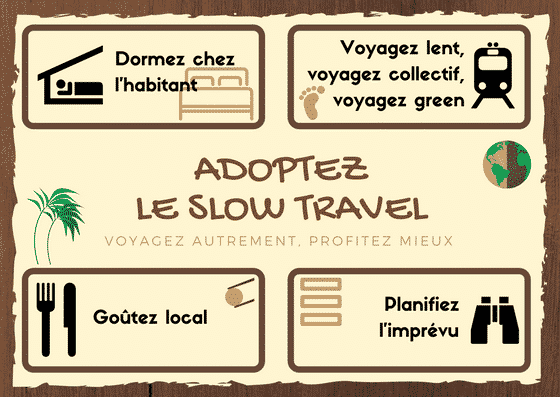 Dormez chez
l'habitant
Voyagez lent,
voyagez collectif,
voyagez green
ADOPTEZ
LE SLOW TRAVEL
VOYAGEZ AUTREMENT, PROFITEZ MIEUX
Goûtez local
Planifiez
l'imprévu